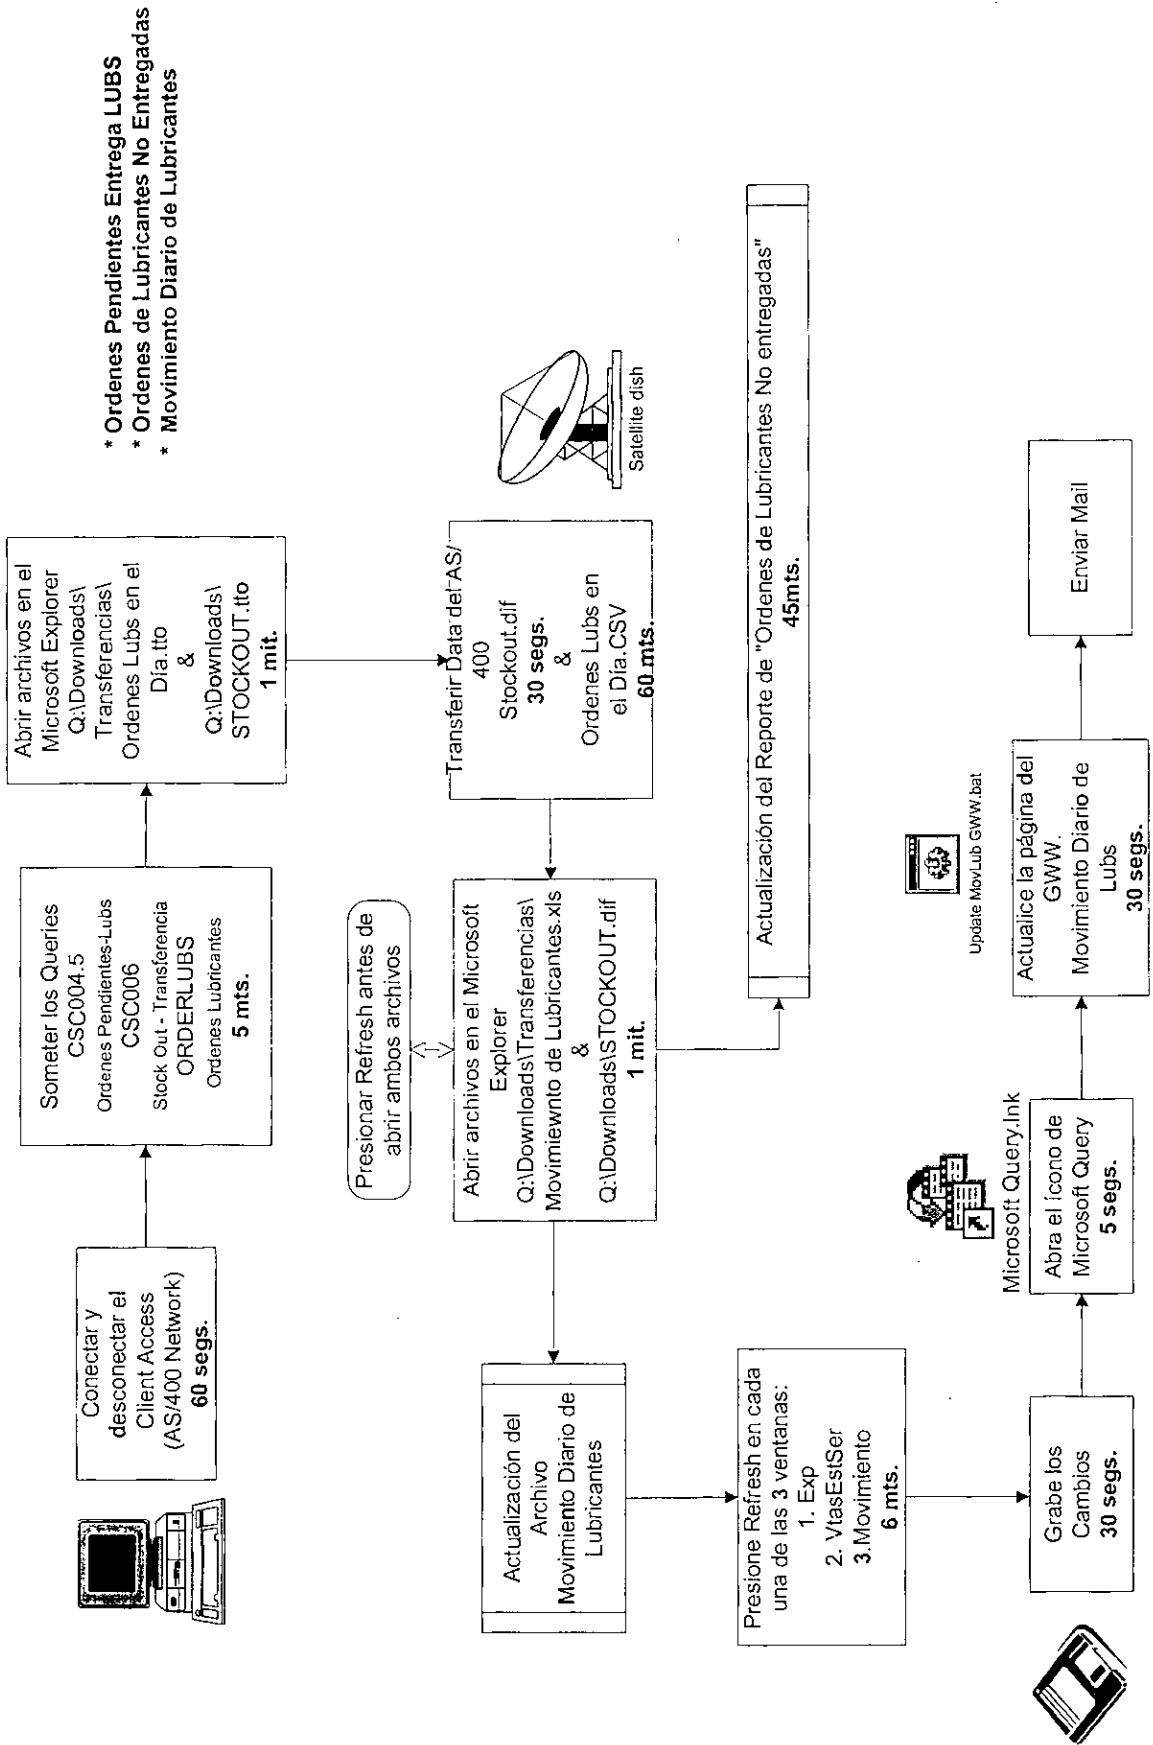 * Ordenes Pendientes Entrega LUBS
* Ordenes de Lubricantes No Entregadas
* Movimiento Diario de Lubricantes
Conectar y
desconectar el
Client Access
(AS/400 Network)
60 segs.
Someter los Queries
CSC004.5
Ordenes Pendientes-Lubs
CSC006
Stock Out - Transferencia
ORDERLUBS
Ordenes Lubricantes
5 mts.
Abrir archivos en el
Microsoft Explorer
Q:\Downloads\
Transferencias\
Ordenes Lubs en el
Día.tto
&
Q:\Downloads\
STOCKOUT.tto
1 mit.
Transferir Data del AS/
400
Stockout.dif
30 segs.
&
Ordenes Lubs en
el Día.CSV
60 mts.
Satellite dish
Presionar Refresh antes de
abrir ambos archivos
Abrir archivos en el Microsoft
Explorer
Q:\Downloads\Transferencias\
Movimiewnto de Lubricantes.xls
&
Q:\Downloads\STOCKOUT.dif
1 mit.
Actualización del Reporte de "Ordenes de Lubricantes No entregadas"
45mts.
Actualización del
Archivo
Movimiento Diario de
Lubricantes
Presione Refresh en cada
una de las 3 ventanas:
1. Exp
2. VtasEstSer
3.Movimiento
6 mts.
Grabe los
Cambios
30 segs.
Microsoft Query.lnk
Abra el ícono de
Microsoft Query
5 segs.
Update MovLub GWW.bat
Actualice la página del
GWW.
Movimiento Diario de
Lubs
30 segs.
Enviar Mail